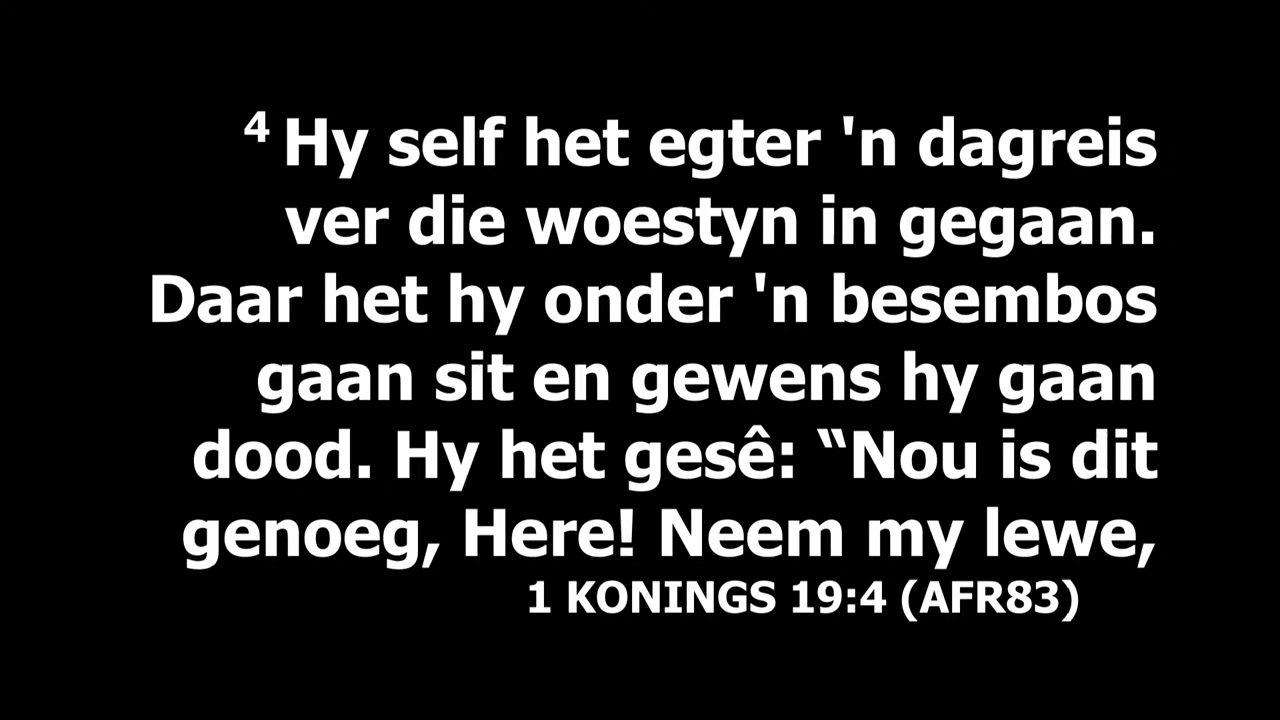 4 Hy self het egter 'n dagreis
ver die woestyn in gegaan.
Daar het hy onder 'n besembos
gaan sit en gewens hy gaan
dood. Hy het gesê: “Nou is dit
genoeg, Here! Neem my lewe,
1 KONINGS 19:4 (AFR83)